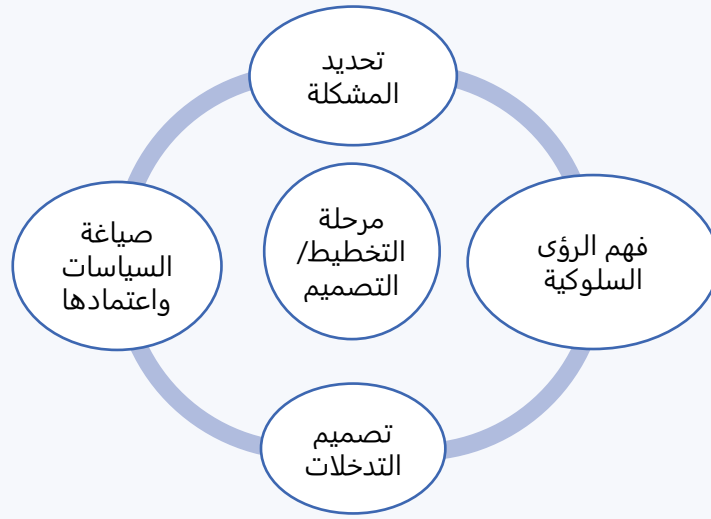 تحديد
المشكلة
مرحلة
التخطيط/
التصميم
فهم الرؤى
السلوكية
صياغة
السياسات
واعتمادها
تصميم
التدخلات